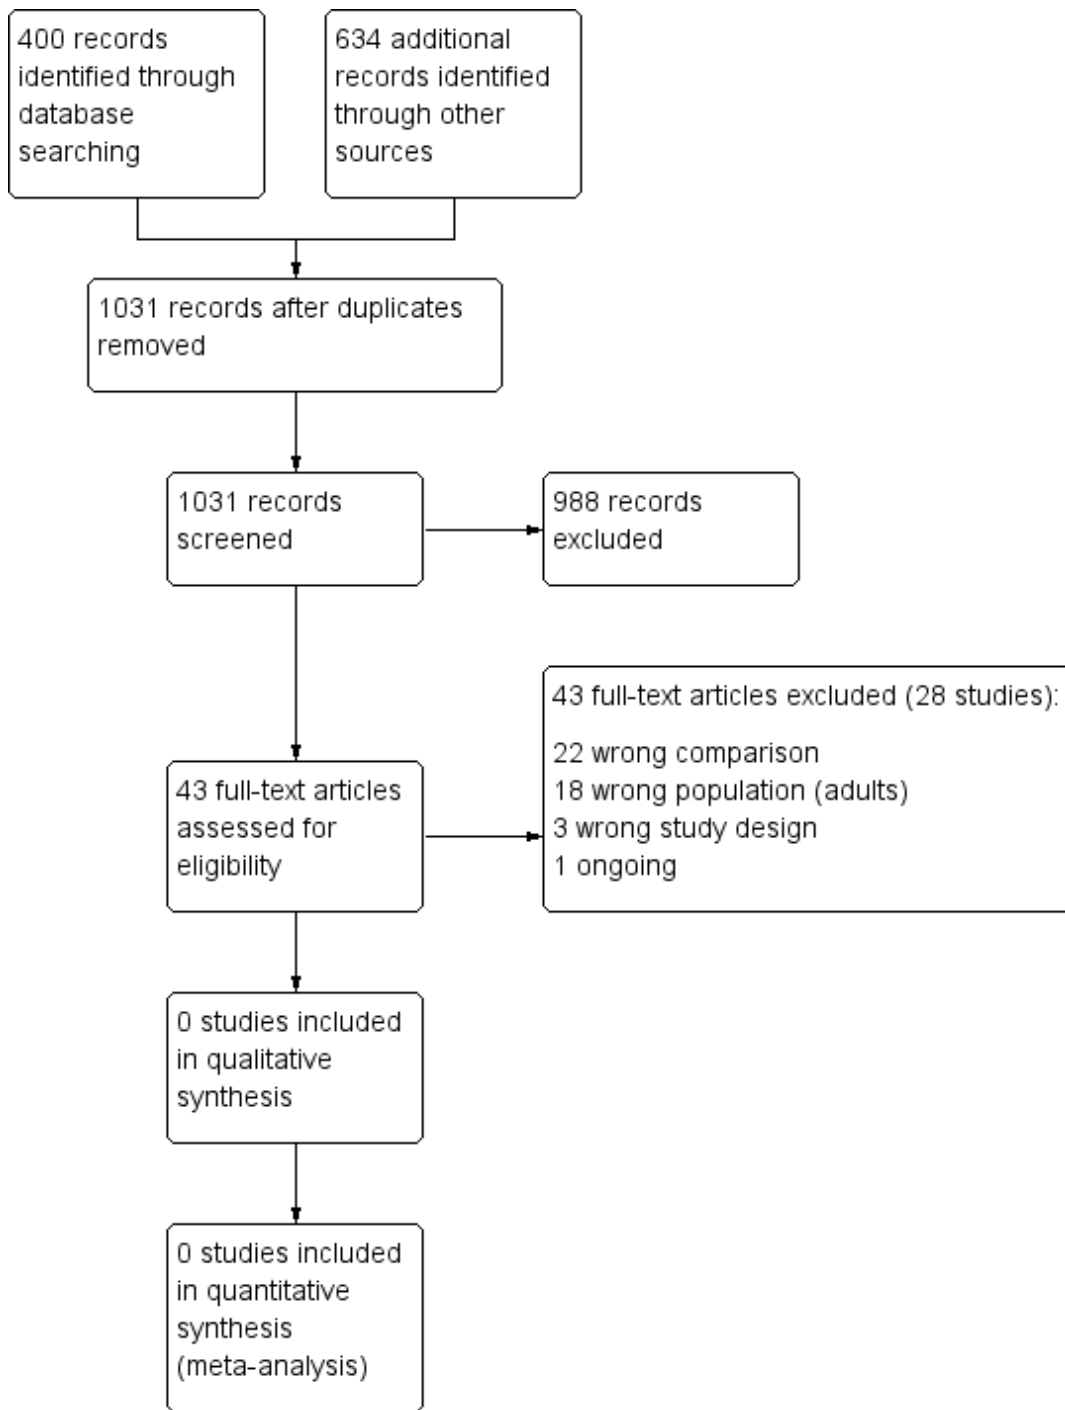 400 records
identified through
database
searching
634 additional
records identified
through other
sources
1031 records after duplicates
removed
1031 records
screened
988 records
excluded
43 full-text articles
assessed for
eligibility
43 full-text articles excluded (28 studies):
22 wrong comparison
18 wrong population (adults)
3 wrong study design
1 ongoing
0 studies included
in qualitative
synthesis
0 studies included
in quantitative
synthesis
(meta-analysis)